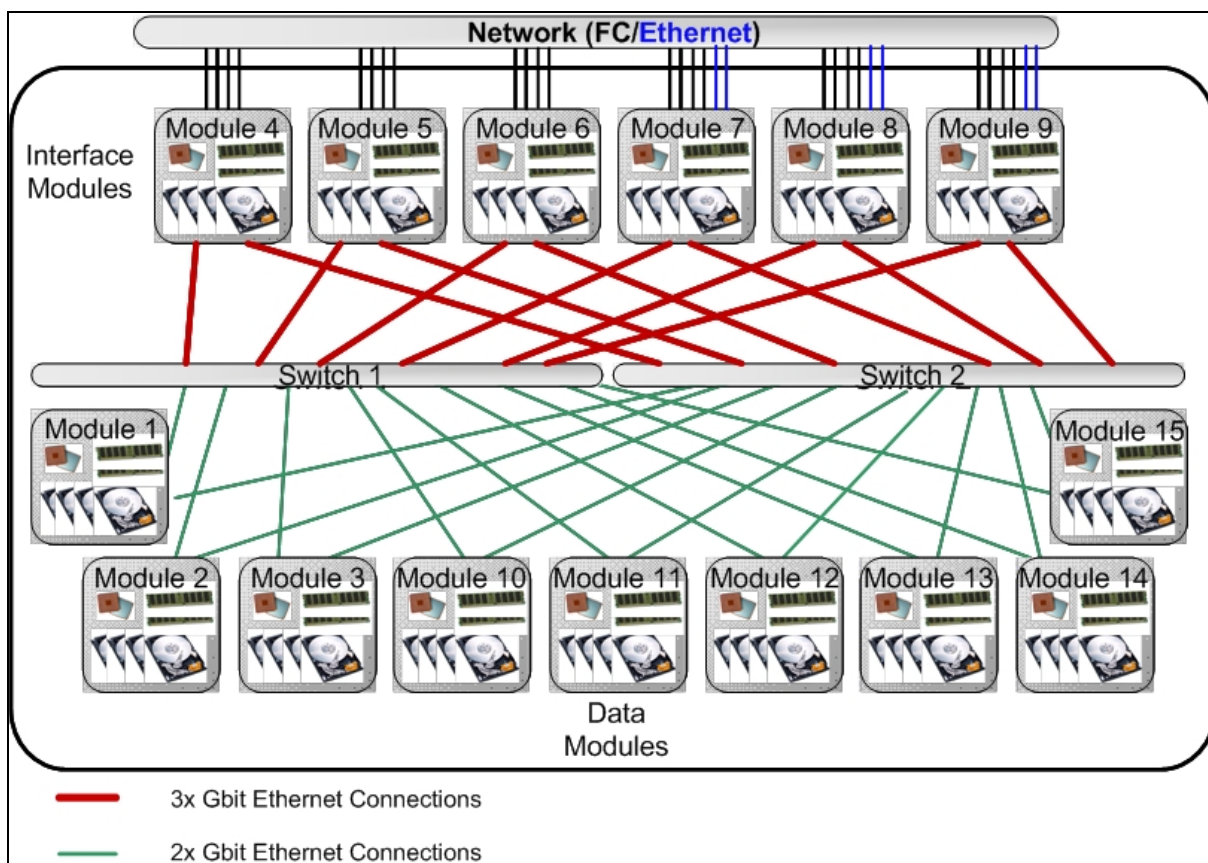 Network (FC/Ethernet)
Interface
Modules
Module 4
Module 5
Module 6
Module 7
Module 8
Module 9
Switch 1
Switch 2
Module 1
Module 15
Module 2
Module 3
Module 10
Module 11
Module 12
Module 13
Module 14
Data
Modules
3x Gbit Ethernet Connections
2x Gbit Ethernet Connections